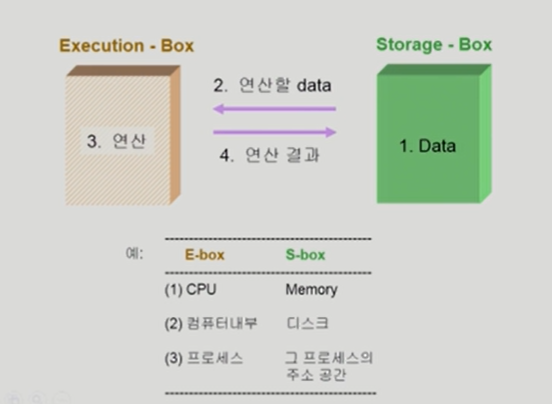 Execution - Box
Storage - Box
2. 연산할 data
3. 연산
1. Data
4. 연산 결과
예:
E-box S-box
(1) CPU Memory
(2) 컴퓨터내부 디스크
(3) 프로세스 그 프로세스의
주소 공간